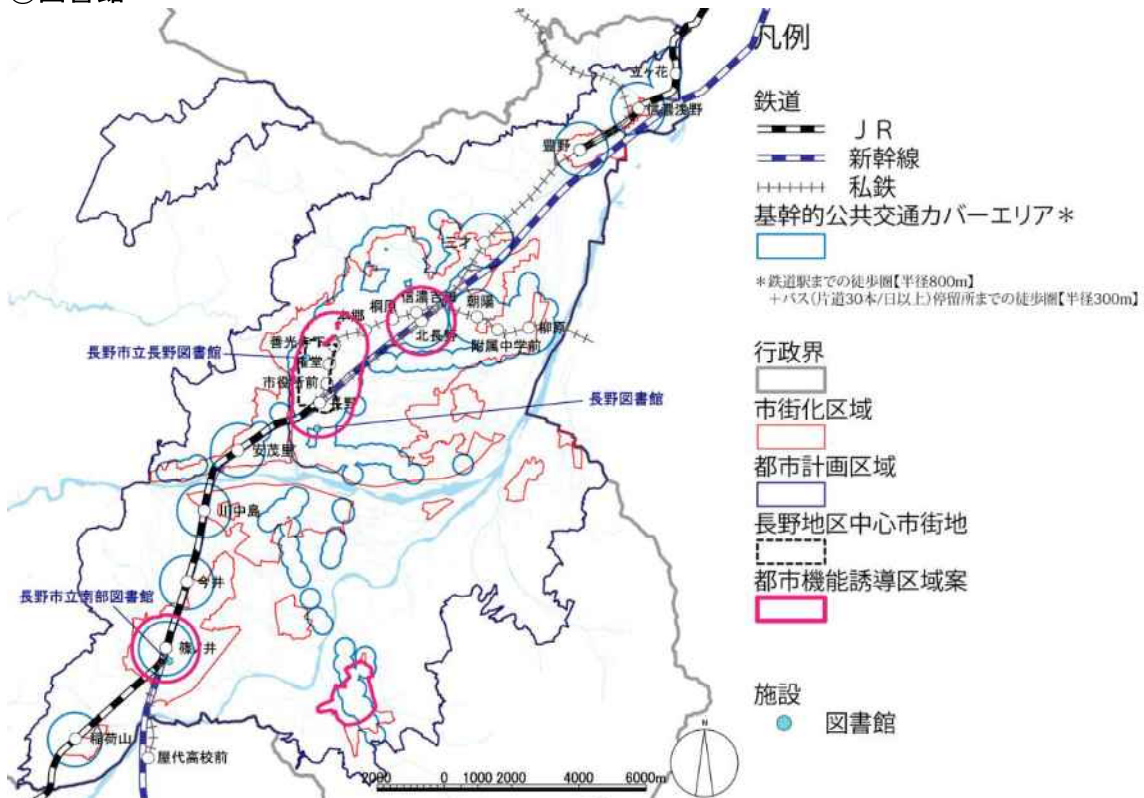 凡例
鉄道
ＪＲ
新幹線
私鉄
基幹的公共交通カバーエリア＊
＊鉄道駅までの徒歩圏【半径800m】
＋バス(片道30本/日以上)停留所までの徒歩圏【半径300m】
行政界
市街化区域
都市計画区域
長野地区中心市街地
都市機能誘導区域案
施設
図書館
立ヶ花
信濃浅野
豊野
三才
朝陽
桐原
本郷
北長野
柳原
附属中学前
長野市立長野図書館
市役所前
長野
長野図書館
安茂里
川中島
今井
長野市立南部図書館
篠ノ井
稲荷山
屋代高校前
N
2000 0 1000 2000 4000 6000m